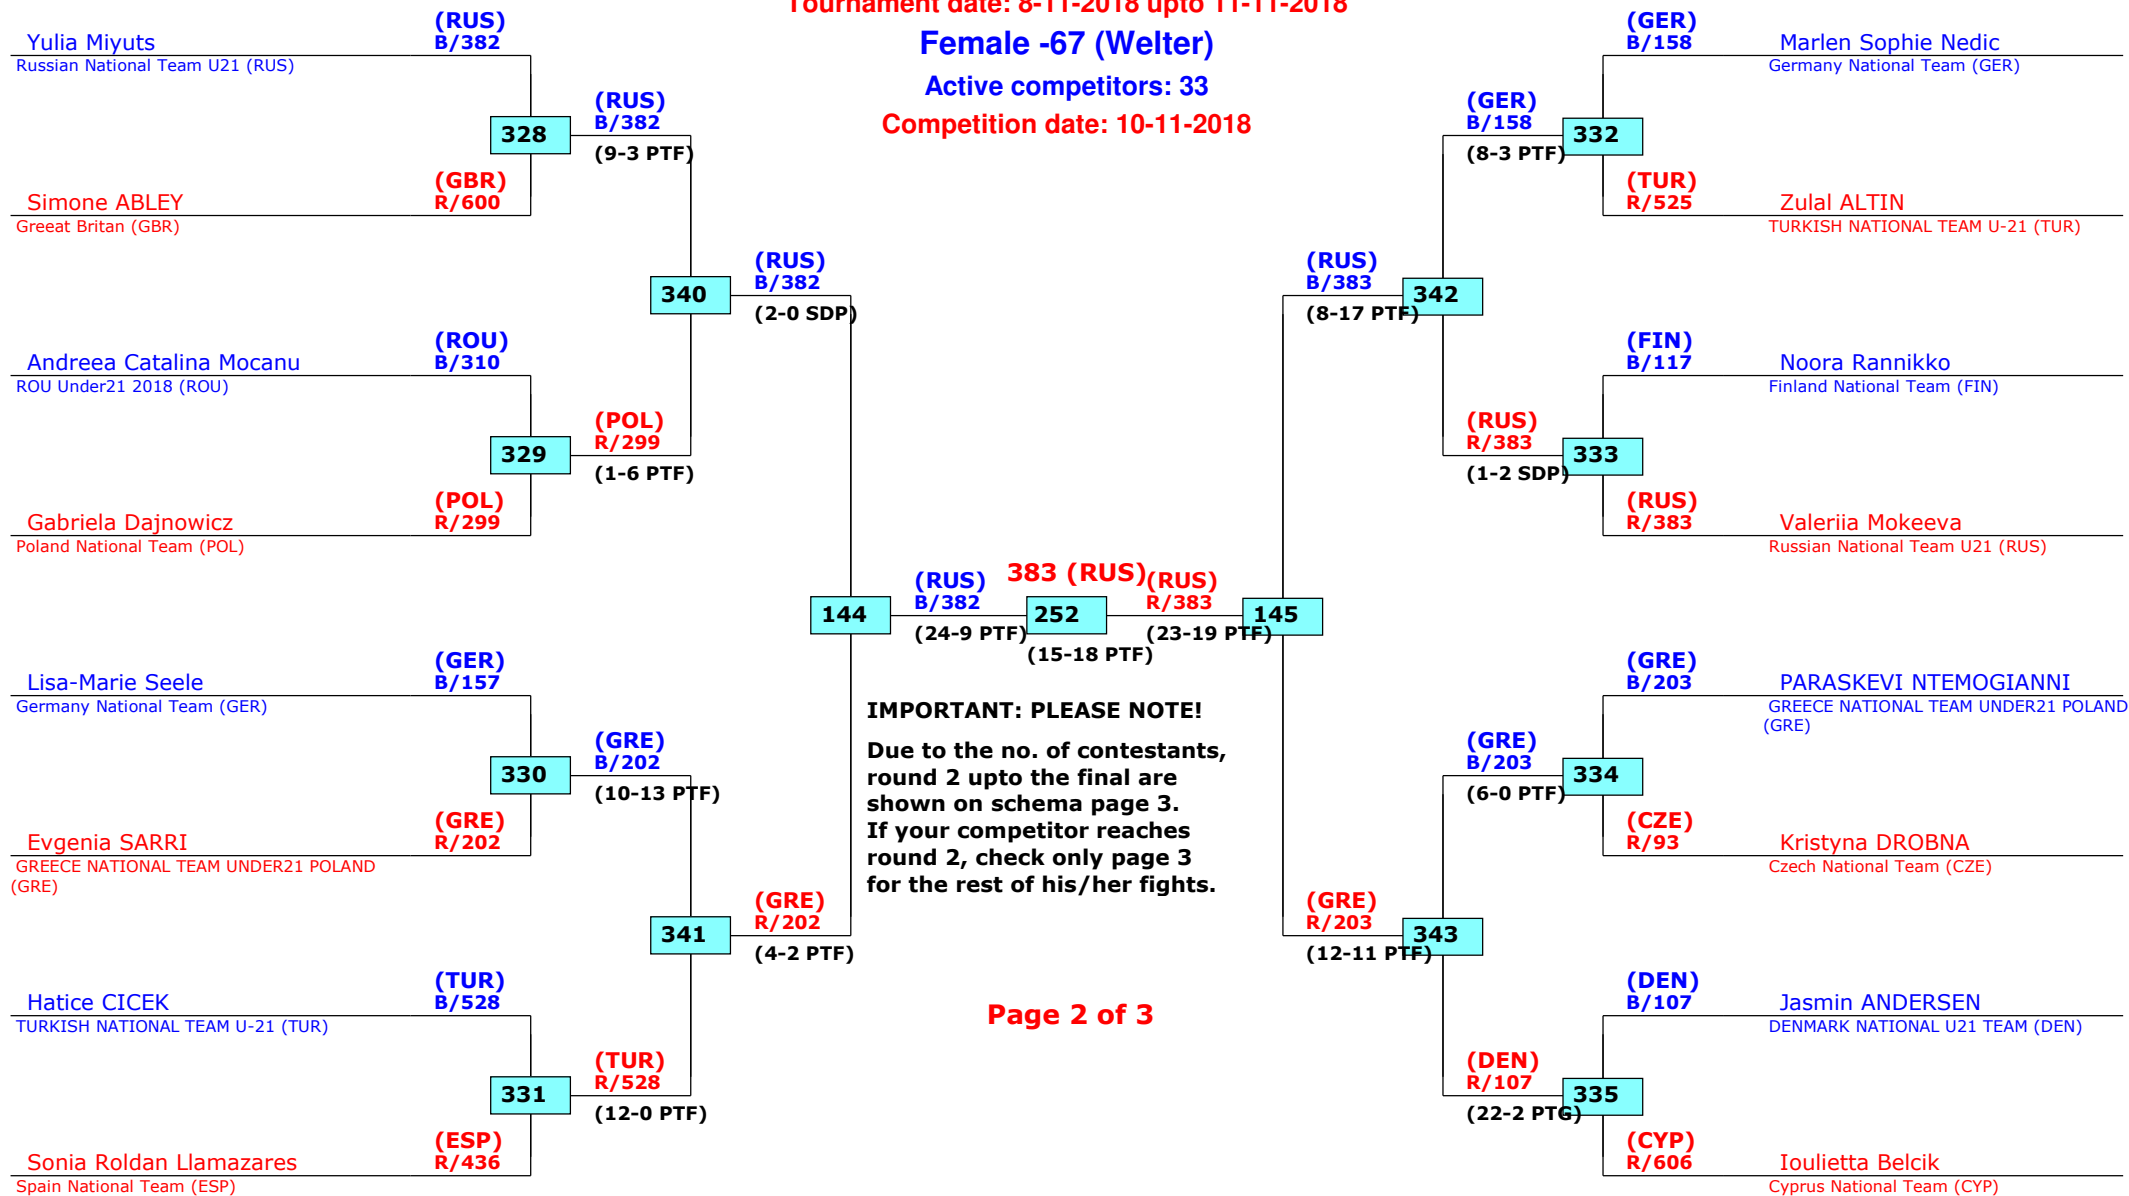 Tournament date: 8-11-2018 upto 11-11-2018
Female -67 (Welter)
Active competitors: 33
Competition date: 10-11-2018
(RUS)
Yulia Miyuts B/382
Russian National Team U21 (RUS)
(RUS)
B/382
328
(9-3 PTF)
(GBR)
Simone ABLEY R/600
Greeat Britan (GBR)
(RUS)
B/382
340
(2-0 SDP)
(ROU)
Andreea Catalina Mocanu B/310
ROU Under21 2018 (ROU)
(POL)
R/299
329
(1-6 PTF)
(POL)
Gabriela Dajnowicz R/299
Poland National Team (POL)
144
(RUS)
B/382
(24-9 PTF)
383 (RUS)
252
(15-18 PTF)
(RUS)
R/383
(23-19 PTF)
145
(GER)
Lisa-Marie Seele B/157
Germany National Team (GER)
(GRE)
B/202
330
(10-13 PTF)
(GRE)
Evgenia SARRI R/202
GREECE NATIONAL TEAM UNDER21 POLAND
(GRE)
(GRE)
R/202
341
(4-2 PTF)
(TUR)
Hatice CICEK B/528
TURKISH NATIONAL TEAM U-21 (TUR)
(TUR)
R/528
331
(12-0 PTF)
(ESP)
Sonia Roldan Llamazares R/436
Spain National Team (ESP)
IMPORTANT: PLEASE NOTE!
Due to the no. of contestants,
round 2 upto the final are
shown on schema page 3.
If your competitor reaches
round 2, check only page 3
for the rest of his/her fights.
Page 2 of 3
(GER)
B/158 Marlen Sophie Nedic
Germany National Team (GER)
(GER)
B/158
332
(8-3 PTF)
(TUR)
R/525 Zulal ALTIN
TURKISH NATIONAL TEAM U-21 (TUR)
(RUS)
B/383
342
(8-17 PTF)
(FIN)
B/117 Noora Rannikko
Finland National Team (FIN)
(RUS)
R/383
333
(1-2 SDP)
(RUS)
R/383 Valeriia Mokeeva
Russian National Team U21 (RUS)
(GRE)
B/203 PARASKEVI NTEMOGIANNI
GREECE NATIONAL TEAM UNDER21 POLAND
(GRE)
(GRE)
B/203
334
(6-0 PTF)
(CZE)
R/93 Kristyna DROBNA
Czech National Team (CZE)
(GRE)
R/203
343
(12-11 PTF)
(DEN)
B/107 Jasmin ANDERSEN
DENMARK NATIONAL U21 TEAM (DEN)
(DEN)
R/107
335
(22-2 PTG)
(CYP)
R/606 Ioulietta Belcik
Cyprus National Team (CYP)